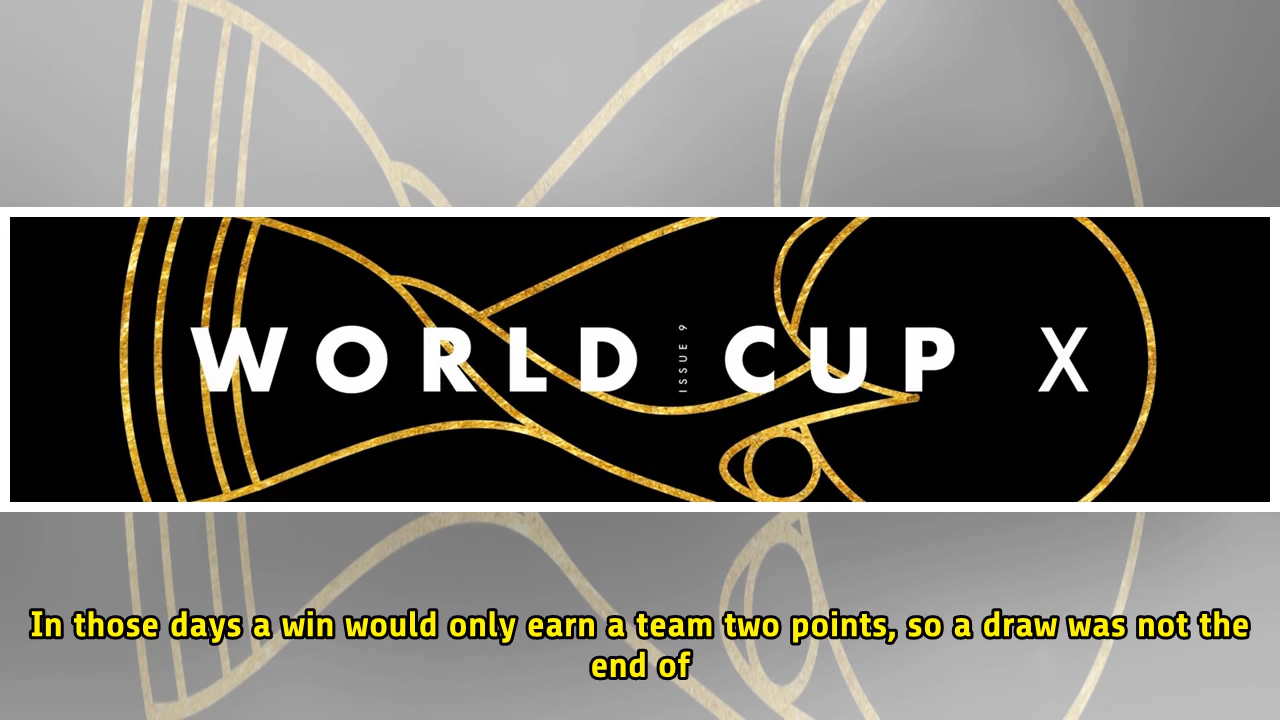 WORLD ISSUE 9 CUP X
In those days a win would only earn a team two points, so a draw was not the
end of